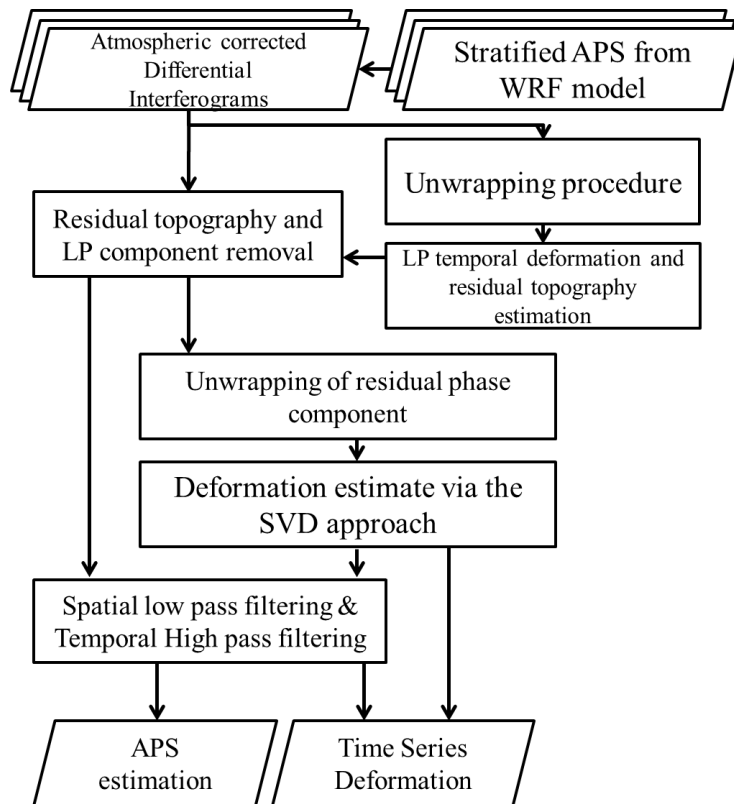 Atmospheric corrected
Differential
Interferograms
Stratified APS from
WRF model
Unwrapping procedure
Residual topography and
LP component removal
LP temporal deformation and
residual topography
estimation
Unwrapping of residual phase
component
Deformation estimate via the
SVD approach
Spatial low pass filtering &
Temporal High pass filtering
APS
estimation
Time Series
Deformation